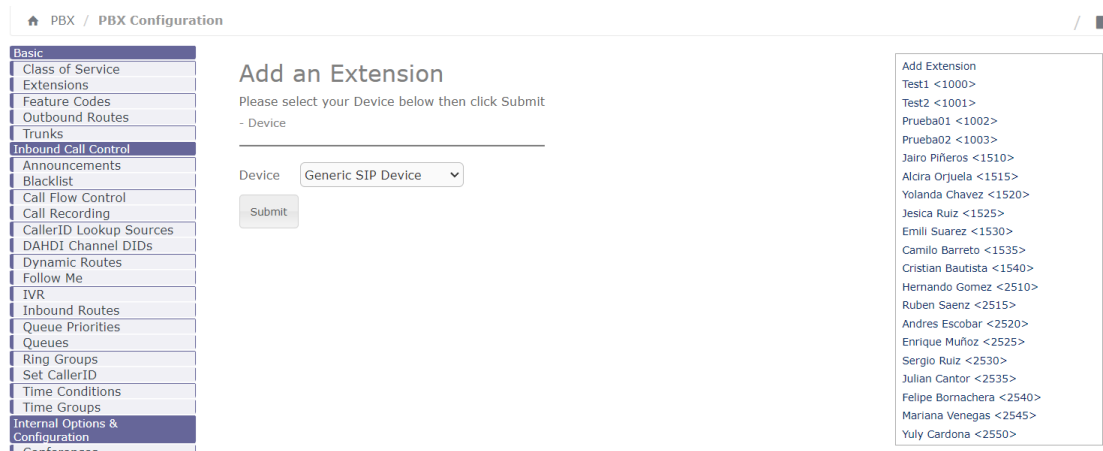 PBX / PBX Configuration /
Basic
Class of Service
Extensions
Feature Codes
Outbound Routes
Trunks
Inbound Call Control
Announcements
Blacklist
Call Flow Control
Call Recording
CallerID Lookup Sources
DAHDI Channel DIDs
Dynamic Routes
Follow Me
IVR
Inbound Routes
Queue Priorities
Queues
Ring Groups
Set CallerID
Time Conditions
Time Groups
Internal Options &
Configuration
Conferences
Add an Extension
Please select your Device below then click Submit
- Device
Device Generic SIP Device
Submit
Add Extension
Test1 <1000>
Test2 <1001>
Prueba01 <1002>
Prueba02 <1003>
Jairo Piñeros <1510>
Alcira Orjuela <1515>
Yolanda Chavez <1520>
Jesica Ruiz <1525>
Emili Suarez <1530>
Camilo Barreto <1535>
Cristian Bautista <1540>
Hernando Gomez <2510>
Ruben Saenz <2515>
Andres Escobar <2520>
Enrique Muñoz <2525>
Sergio Ruiz <2530>
Julian Cantor <2535>
Felipe Bornachera <2540>
Mariana Venegas <2545>
Yuly Cardona <2550>